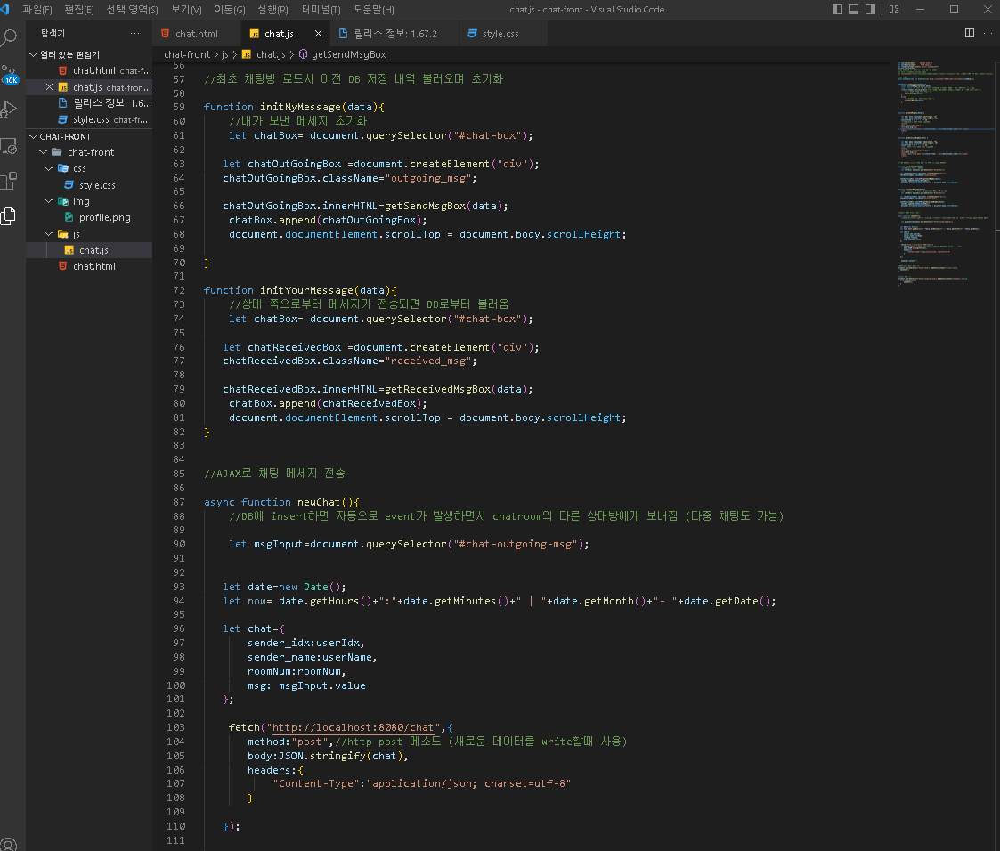 파일(F) 편집(E) 선택 영역(S) 보기(V) 이동(G) 실행(R) 터미널(T) 도움말(H)
chat.js - chat-front - Visual Studio Code
탐색기
열려 있는 편집기
chat.html chat-f...
chat.js chat-fron...
릴리스 정보: 1.6...
style.css chat-fr...
CHAT-FRONT
chat-front
css
style.css
img
profile.png
js
chat.js
chat.html
10K
chat.html
chat.js
릴리스 정보: 1.67.2
style.css
chat-front > js > chat.js > getSendMsgBox
56
57 //최초 채팅방 로드시 이전 DB 저장 내역 불러오며 초기화
58
59 function initMyMessage(data){
60 //내가 보낸 메세지 초기화
61 let chatBox= document.querySelector("#chat-box");
62
63 let chatOutGoingBox =document.createElement("div");
64 chatOutGoingBox.className="outgoing_msg";
65
66 chatOutGoingBox.innerHTML=getSendMsgBox(data);
67 chatBox.append(chatOutGoingBox);
68 document.documentElement.scrollTop = document.body.scrollHeight;
69
70 }
71
72 function initYourMessage(data){
73 //상대 쪽으로부터 메세지가 전송되면 DB로부터 불러옴
74 let chatBox= document.querySelector("#chat-box");
75
76 let chatReceivedBox =document.createElement("div");
77 chatReceivedBox.className="received_msg";
78
79 chatReceivedBox.innerHTML=getReceivedMsgBox(data);
80 chatBox.append(chatReceivedBox);
81 document.documentElement.scrollTop = document.body.scrollHeight;
82 }
83
84
85 //AJAX로 채팅 메세지 전송
86
87 async function newChat(){
88 //DB에 insert하면 자동으로 event가 발생하면서 chatroom의 다른 상대방에게 보내짐 (다중 채팅도 가능)
89
90 let msgInput=document.querySelector("#chat-outgoing-msg");
91
92
93 let date=new Date();
94 let now= date.getHours()+":"+date.getMinutes()+" | "+date.getMonth()+"- "+date.getDate();
95
96 let chat={
97 sender_idx:userIdx,
98 sender_name:userName,
99 roomNum:roomNum,
100 msg: msgInput.value
101 };
102
103 fetch("http://localhost:8080/chat",{
104 method:"post",//http post 메소드 (새로운 데이터를 write할때 사용)
105 body:JSON.stringify(chat),
106 headers:{
107 "Content-Type":"application/json; charset=utf-8"
108 }
109
110 });
111